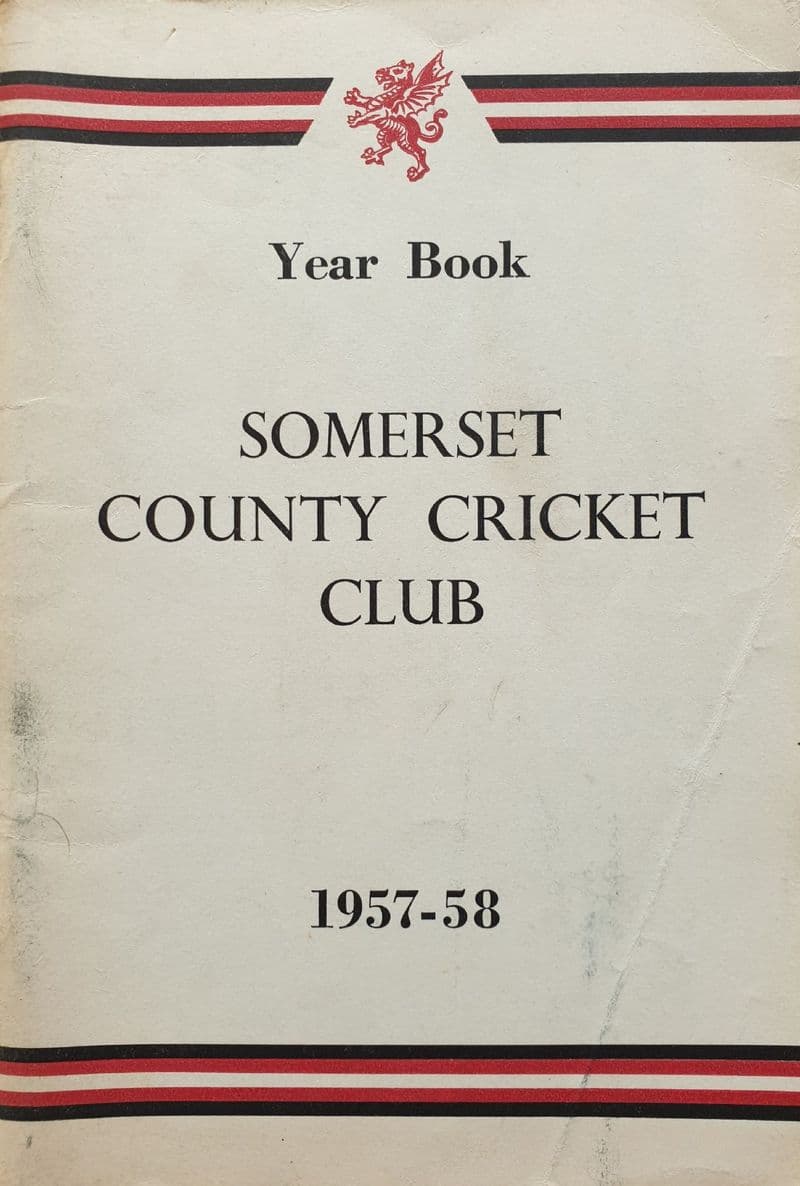 Year Book
SOMERSET
COUNTY CRICKET
CLUB
1957-58